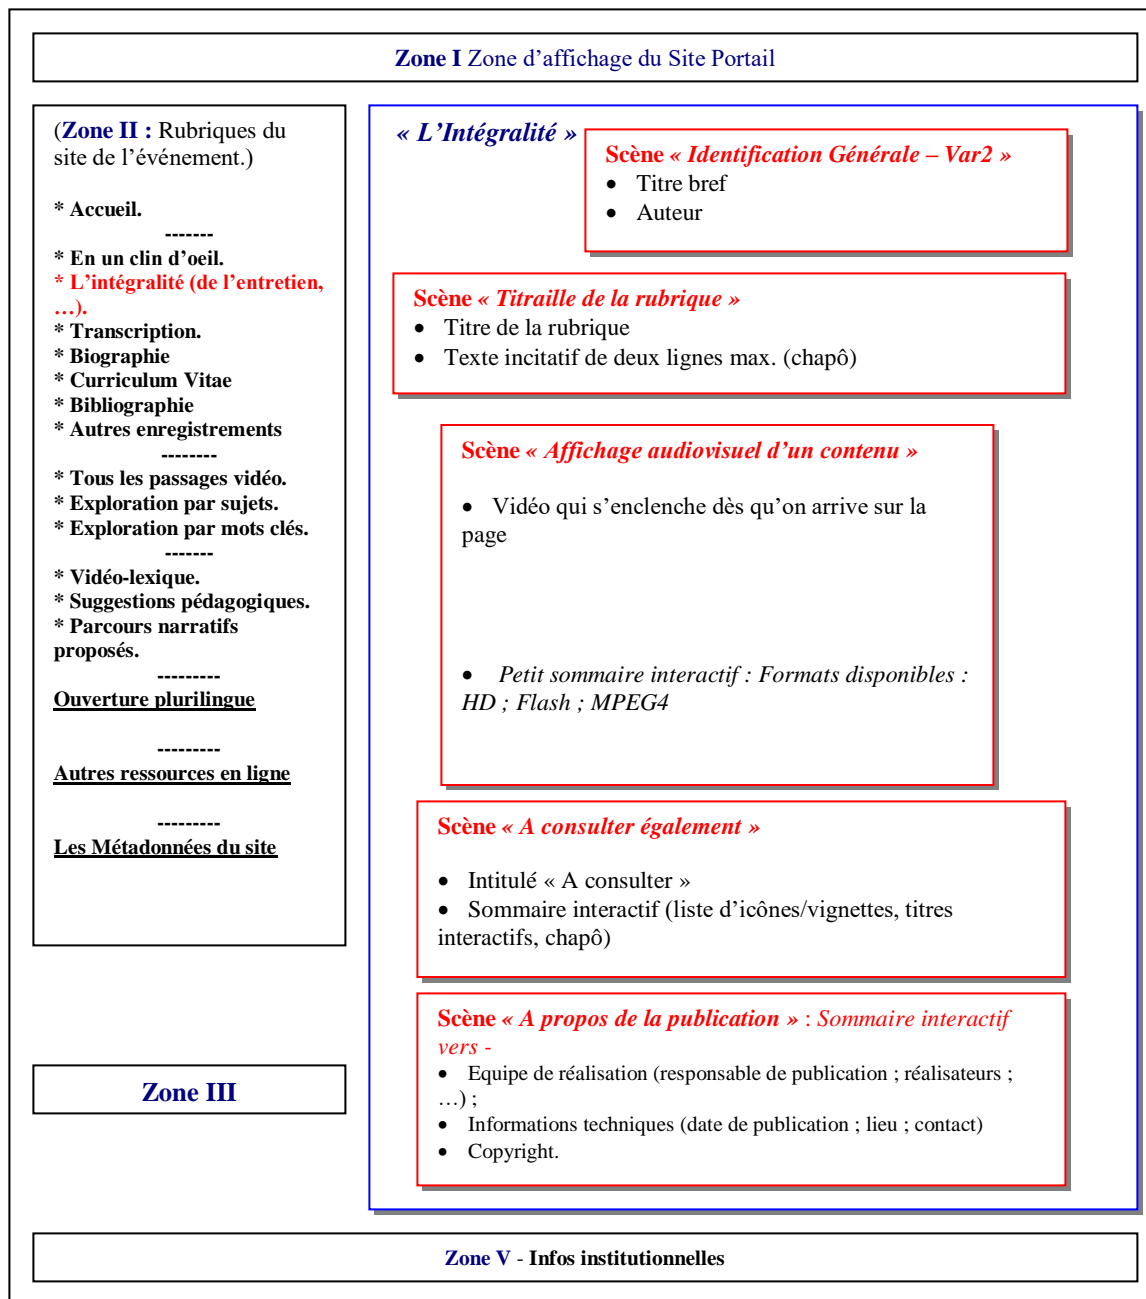 Zone I Zone d’affichage du Site Portail
(Zone II : Rubriques du
site de l’événement.)
* Accueil.
-------
* En un clin d’oeil.
* L’intégralité (de l’entretien,
…).
* Transcription.
* Biographie
* Curriculum Vitae
* Bibliographie
* Autres enregistrements
--------
* Tous les passages vidéo.
* Exploration par sujets.
* Exploration par mots clés.
-------
* Vidéo-lexique.
* Suggestions pédagogiques.
* Parcours narratifs
proposés.
---------
Ouverture plurilingue
---------
Autres ressources en ligne
---------
Les Métadonnées du site
Zone III
« L’Intégralité »
Scène « Identification Générale – Var2 »
• Titre bref
• Auteur
Scène « Titraille de la rubrique »
• Titre de la rubrique
• Texte incitatif de deux lignes max. (chapô)
Scène « Affichage audiovisuel d’un contenu »
• Vidéo qui s’enclenche dès qu’on arrive sur la
page
• Petit sommaire interactif : Formats disponibles :
HD ; Flash ; MPEG4
Scène « A consulter également »
• Intitulé « A consulter »
• Sommaire interactif (liste d’icônes/vignettes, titres
interactifs, chapô)
Scène « A propos de la publication » : Sommaire interactif
vers -
• Equipe de réalisation (responsable de publication ; réalisateurs ;
…) ;
• Informations techniques (date de publication ; lieu ; contact)
• Copyright.
Zone V - Infos institutionnelles